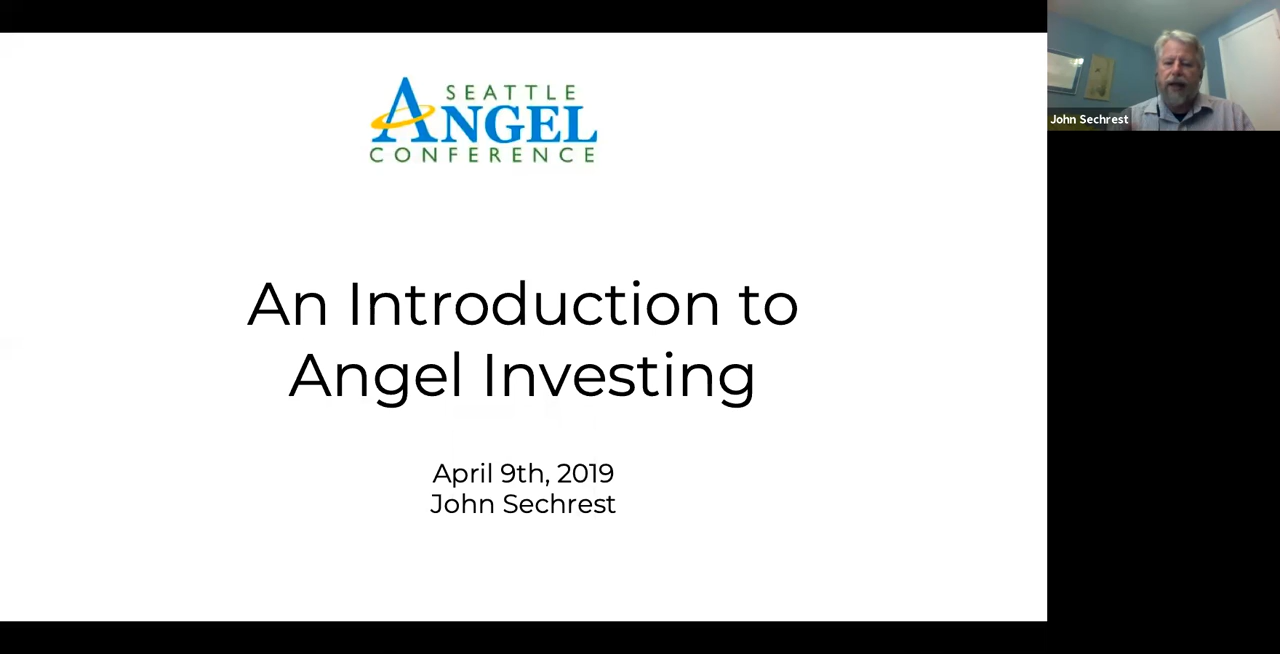 SEATTLE
ANGEL
CONFERENCE
An Introduction to
Angel Investing
April 9th, 2019
John Sechrest
John Sechrest